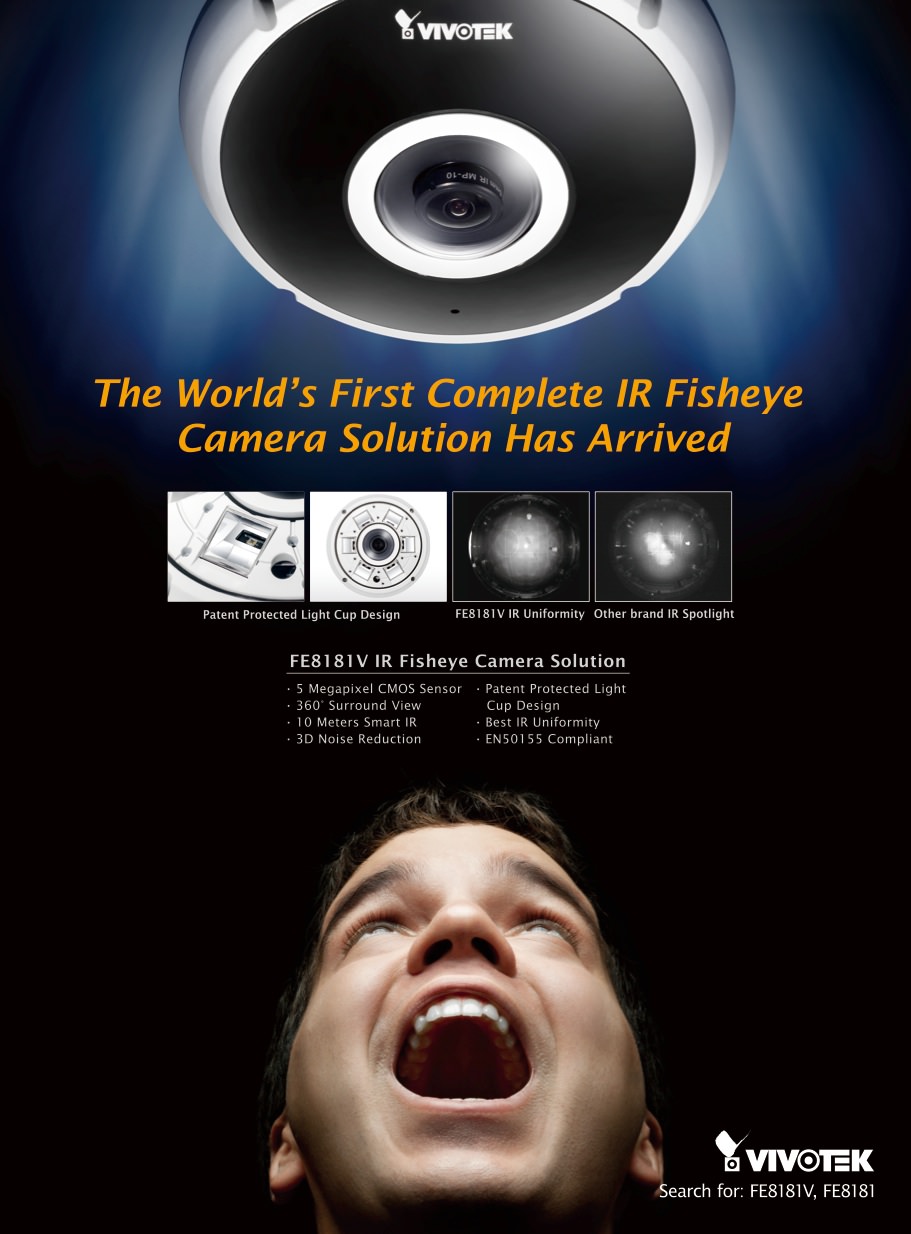 VIVOTEK
IR MP-10
The World's First Complete IR Fisheye
Camera Solution Has Arrived
Patent Protected Light Cup Design
FE8181V IR Uniformity
Other brand IR Spotlight
FE8181V IR Fisheye Camera Solution
· 5 Megapixel CMOS Sensor
· 360° Surround View
· 10 Meters Smart IR
· 3D Noise Reduction
· Patent Protected Light
Cup Design
· Best IR Uniformity
· EN50155 Compliant
VIVOTEK
Search for: FE8181V, FE8181